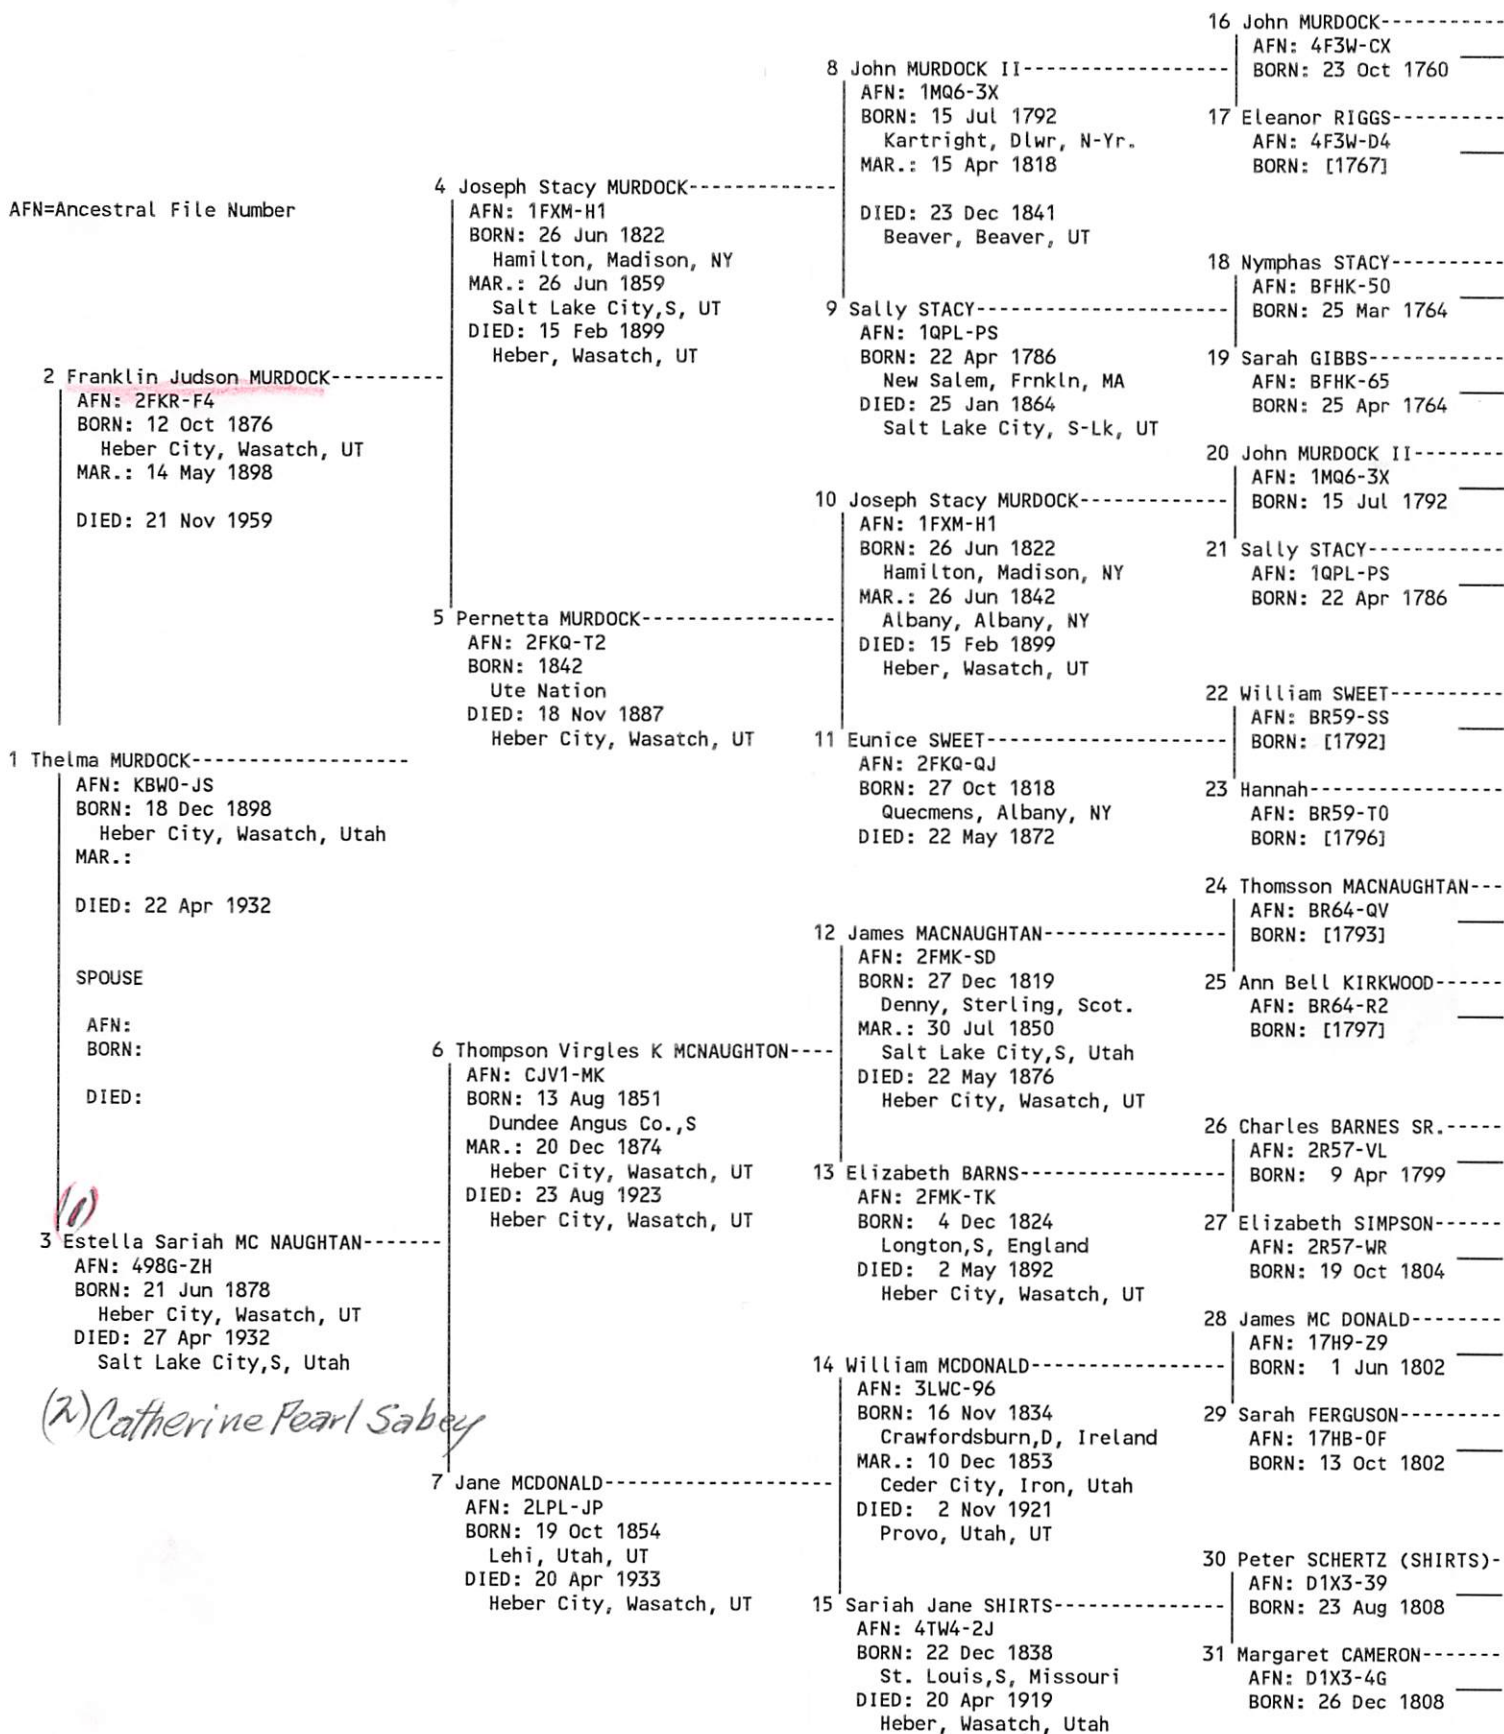 AFN=Ancestral File Number
1 Thelma MURDOCK------------------
AFN: KBW0-JS
BORN: 18 Dec 1898
Heber City, Wasatch, Utah
MAR.:
DIED: 22 Apr 1932
SPOUSE
AFN:
BORN:
DIED:
2 Franklin Judson MURDOCK----------
AFN: 2FKR-F4
BORN: 12 Oct 1876
Heber City, Wasatch, UT
MAR.: 14 May 1898
DIED: 21 Nov 1959
(1)
3 Estella Sariah MC NAUGHTAN-------
AFN: 498G-ZH
BORN: 21 Jun 1878
Heber City, Wasatch, UT
DIED: 27 Apr 1932
Salt Lake City,S, Utah
(2) Catherine Pearl Sabey
4 Joseph Stacy MURDOCK-------------
AFN: 1FXM-H1
BORN: 26 Jun 1822
Hamilton, Madison, NY
MAR.: 26 Jun 1859
Salt Lake City,S, UT
DIED: 15 Feb 1899
Heber, Wasatch, UT
5 Pernetta MURDOCK-----------------
AFN: 2FKQ-T2
BORN: 1842
Ute Nation
DIED: 18 Nov 1887
Heber City, Wasatch, UT
6 Thompson Virgles K MCNAUGHTON----
AFN: CJV1-MK
BORN: 13 Aug 1851
Dundee Angus Co.,S
MAR.: 20 Dec 1874
Heber City, Wasatch, UT
DIED: 23 Aug 1923
Heber City, Wasatch, UT
7 Jane MCDONALD--------------------
AFN: 2LPL-JP
BORN: 19 Oct 1854
Lehi, Utah, UT
DIED: 20 Apr 1933
Heber City, Wasatch, UT
8 John MURDOCK II------------------
AFN: 1MQ6-3X
BORN: 15 Jul 1792
Kartright, Dlwr, N-Yr.
MAR.: 15 Apr 1818
DIED: 23 Dec 1841
Beaver, Beaver, UT
9 Sally STACY----------------------
AFN: 1QPL-PS
BORN: 22 Apr 1786
New Salem, Frnkln, MA
DIED: 25 Jan 1864
Salt Lake City, S-Lk, UT
10 Joseph Stacy MURDOCK-------------
AFN: 1FXM-H1
BORN: 26 Jun 1822
Hamilton, Madison, NY
MAR.: 26 Jun 1842
Albany, Albany, NY
DIED: 15 Feb 1899
Heber, Wasatch, UT
11 Eunice SWEET---------------------
AFN: 2FKQ-QJ
BORN: 27 Oct 1818
Quecmens, Albany, NY
DIED: 22 May 1872
12 James MACNAUGHTAN----------------
AFN: 2FMK-SD
BORN: 27 Dec 1819
Denny, Sterling, Scot.
MAR.: 30 Jul 1850
Salt Lake City,S, Utah
DIED: 22 May 1876
Heber City, Wasatch, UT
13 Elizabeth BARNS------------------
AFN: 2FMK-TK
BORN: 4 Dec 1824
Longton,S, England
DIED: 2 May 1892
Heber City, Wasatch, UT
14 William MCDONALD-----------------
AFN: 3LWC-96
BORN: 16 Nov 1834
Crawfordsburn,D, Ireland
MAR.: 10 Dec 1853
Ceder City, Iron, Utah
DIED: 2 Nov 1921
Provo, Utah, UT
15 Sariah Jane SHIRTS---------------
AFN: 4TW4-2J
BORN: 22 Dec 1838
St. Louis,S, Missouri
DIED: 20 Apr 1919
Heber, Wasatch, Utah
16 John MURDOCK-----------
AFN: 4F3W-CX
BORN: 23 Oct 1760
17 Eleanor RIGGS----------
AFN: 4F3W-D4
BORN: [1767]
18 Nymphas STACY----------
AFN: BFHK-50
BORN: 25 Mar 1764
19 Sarah GIBBS------------
AFN: BFHK-65
BORN: 25 Apr 1764
20 John MURDOCK II--------
AFN: 1MQ6-3X
BORN: 15 Jul 1792
21 Sally STACY------------
AFN: 1QPL-PS
BORN: 22 Apr 1786
22 William SWEET----------
AFN: BR59-SS
BORN: [1792]
23 Hannah-----------------
AFN: BR59-T0
BORN: [1796]
24 Thomsson MACNAUGHTAN---
AFN: BR64-QV
BORN: [1793]
25 Ann Bell KIRKWOOD------
AFN: BR64-R2
BORN: [1797]
26 Charles BARNES SR.-----
AFN: 2R57-VL
BORN: 9 Apr 1799
27 Elizabeth SIMPSON------
AFN: 2R57-WR
BORN: 19 Oct 1804
28 James MC DONALD--------
AFN: 17H9-Z9
BORN: 1 Jun 1802
29 Sarah FERGUSON---------
AFN: 17HB-0F
BORN: 13 Oct 1802
30 Peter SCHERTZ (SHIRTS)-
AFN: D1X3-39
BORN: 23 Aug 1808
31 Margaret CAMERON-------
AFN: D1X3-4G
BORN: 26 Dec 1808